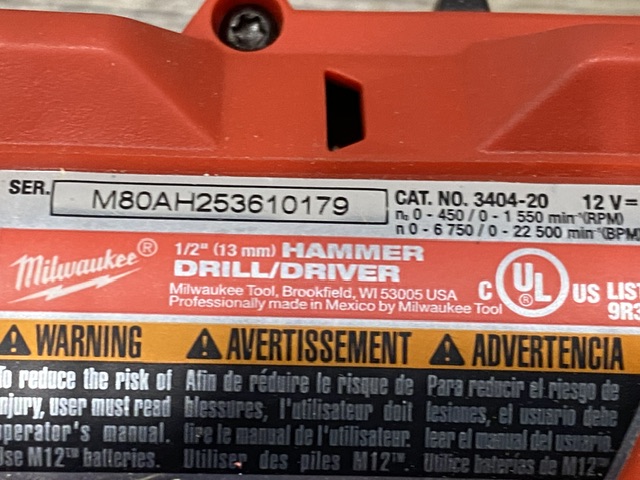 SER. M80AH253610179
CAT. NO. 3404-20 12 V=
n₀ 0 - 450 / 0 - 1 550 min⁻¹(RPM)
n 0 - 6 750 / 0 - 22 500 min⁻¹(BPM)
Milwaukee®
1/2" (13 mm) HAMMER
DRILL/DRIVER
Milwaukee Tool, Brookfield, WI 53005 USA
Professionally made in Mexico by Milwaukee Tool
C UL ® US LIST
9R3
WARNING
To reduce the risk of
injury, user must read
operator's manual.
Use M12™ batteries.
AVERTISSEMENT
Afin de réduire le risque de
blessures, l'utilisateur doit
lire le manuel de l'utilisateur.
Utiliser des piles M12™.
ADVERTENCIA
Para reducir el riesgo de
lesiones, el usuario debe
leer el manual del usuario.
Utilice baterías de M12™